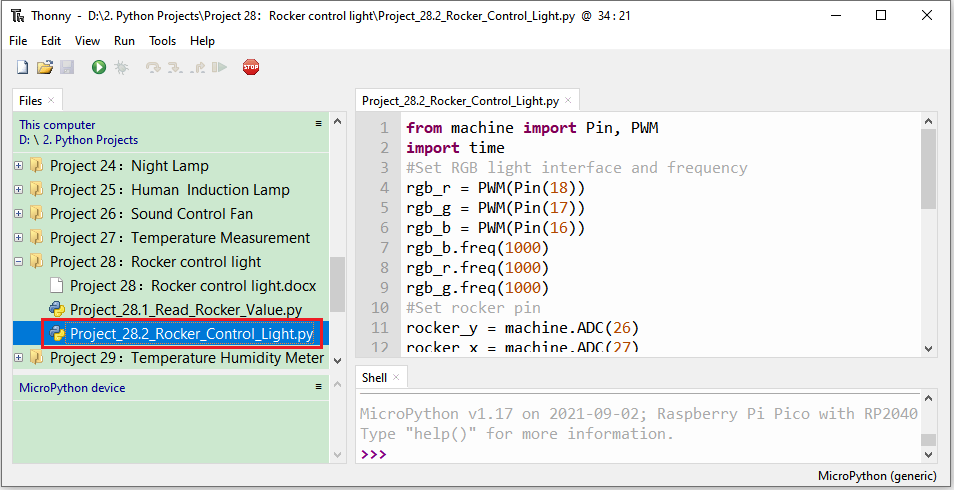 Thonny - D:\2. Python Projects\Project 28：Rocker control light\Project_28.2_Rocker_Control_Light.py @ 34 : 21
File Edit View Run Tools Help
STOP
Files
This computer
D: \ 2. Python Projects
Project 24：Night Lamp
Project 25：Human  Induction Lamp
Project 26：Sound Control Fan
Project 27：Temperature Measurement
Project 28：Rocker control light
Project 28：Rocker control light.docx
Project_28.1_Read_Rocker_Value.py
Project_28.2_Rocker_Control_Light.py
Project 29：Temperature Humidity Meter
MicroPython device
Project_28.2_Rocker_Control_Light.py
1 from machine import Pin, PWM
2 import time
3 #Set RGB light interface and frequency
4 rgb_r = PWM(Pin(18))
5 rgb_g = PWM(Pin(17))
6 rgb_b = PWM(Pin(16))
7 rgb_b.freq(1000)
8 rgb_r.freq(1000)
9 rgb_g.freq(1000)
10 #Set rocker pin
11 rocker_y = machine.ADC(26)
12 rocker_x = machine.ADC(27)
Shell
MicroPython v1.17 on 2021-09-02; Raspberry Pi Pico with RP2040
Type "help()" for more information.
>>>
MicroPython (generic)